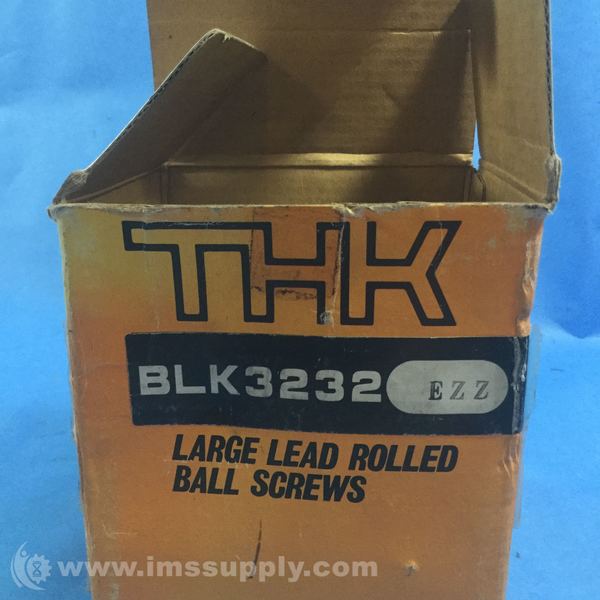 THK
BLK3232 EZZ
LARGE LEAD ROLLED
BALL SCREWS
www.imssupply.com